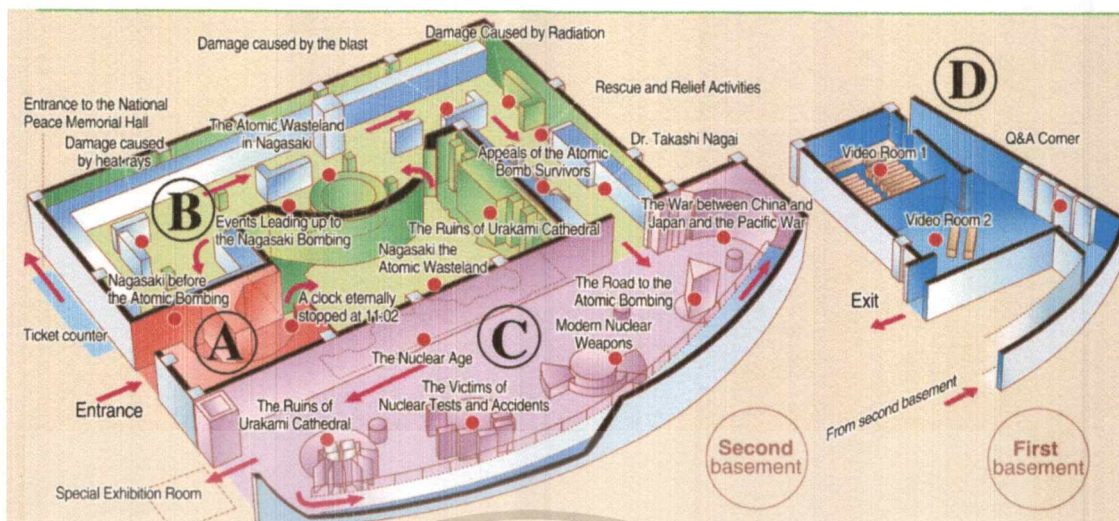 Damage caused by the blast
Damage Caused by Radiation
Rescue and Relief Activities
Entrance to the National
Peace Memorial Hall
Damage caused
by heat rays
The Atomic Wasteland
in Nagasaki
Appeals of the Atomic
Bomb Survivors
Dr. Takashi Nagai
B
Events Leading up to
the Nagasaki Bombing
The Ruins of Urakami Cathedral
The War between China and
Japan and the Pacific War
Nagasaki before
the Atomic Bombing
Nagasaki the
Atomic Wasteland
A clock eternally
stopped at 11:02
The Road to the
Atomic Bombing
Ticket counter
A
C
The Nuclear Age
Modern Nuclear
Weapons
Entrance
The Ruins of
Urakami Cathedral
The Victims of
Nuclear Tests and Accidents
Special Exhibition Room
Second
basement
D
Video Room 1
Q&A Corner
Video Room 2
Exit
From second basement
First
basement